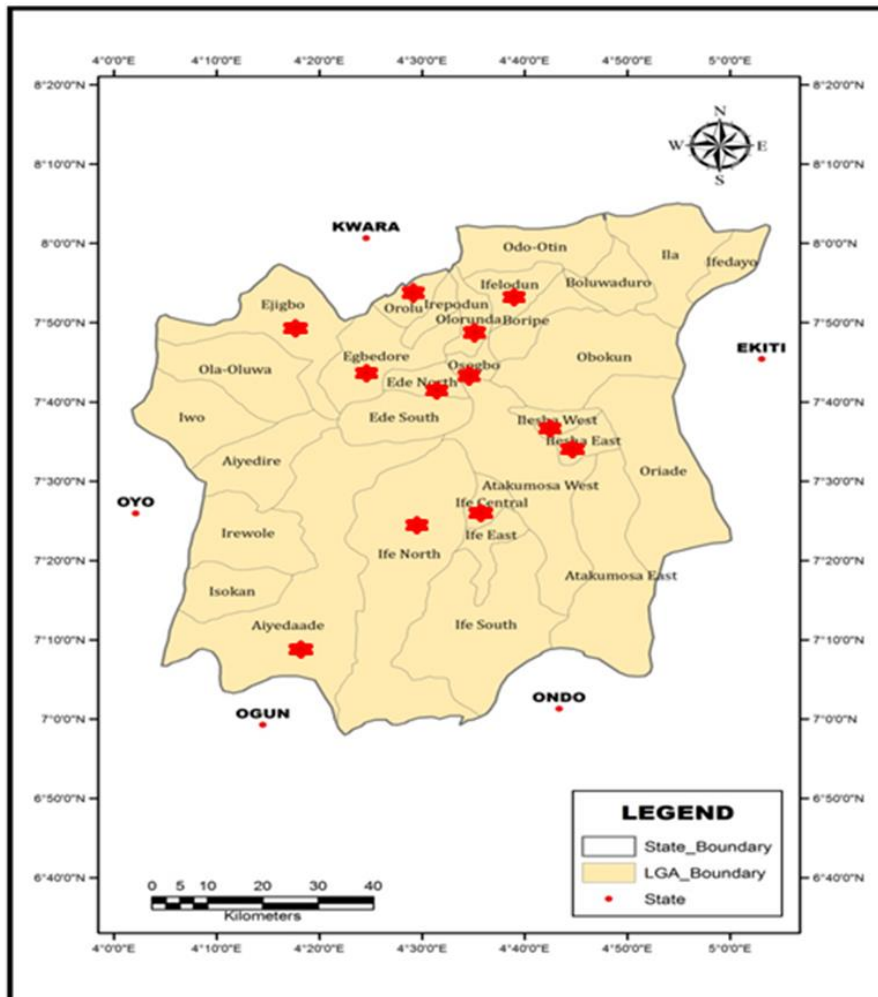 4°0'0"E 4°10'0"E 4°20'0"E 4°30'0"E 4°40'0"E 4°50'0"E 5°0'0"E
8°20'0"N 8°20'0"N
N
W E
S
8°10'0"N 8°10'0"N
KWARA
8°0'0"N 8°0'0"N
Odo-Otin
Ila
Ifedayo
Ifelodun
Boluwaduro
Ejigbo
Orolu
Irepodun
Olorunda
Boripe
7°50'0"N 7°50'0"N
Egbedore
Osogbo
Obokun
EKITI
Ola-Oluwa
Ede North
7°40'0"N 7°40'0"N
Iwo
Ede South
Ilesha West
Ilesha East
Aiyedire
7°30'0"N 7°30'0"N
Oriade
Atakumosa West
OYO
Ife Central
Irewole
Ife East
Ife North
7°20'0"N 7°20'0"N
Atakumosa East
Isokan
Aiyedaade
Ife South
7°10'0"N 7°10'0"N
OGUN
ONDO
7°0'0"N 7°0'0"N
6°50'0"N 6°50'0"N
LEGEND
State_Boundary
LGA_Boundary
State
6°40'0"N 6°40'0"N
0 5 10 20 30 40
Kilometers
4°0'0"E 4°10'0"E 4°20'0"E 4°30'0"E 4°40'0"E 4°50'0"E 5°0'0"E